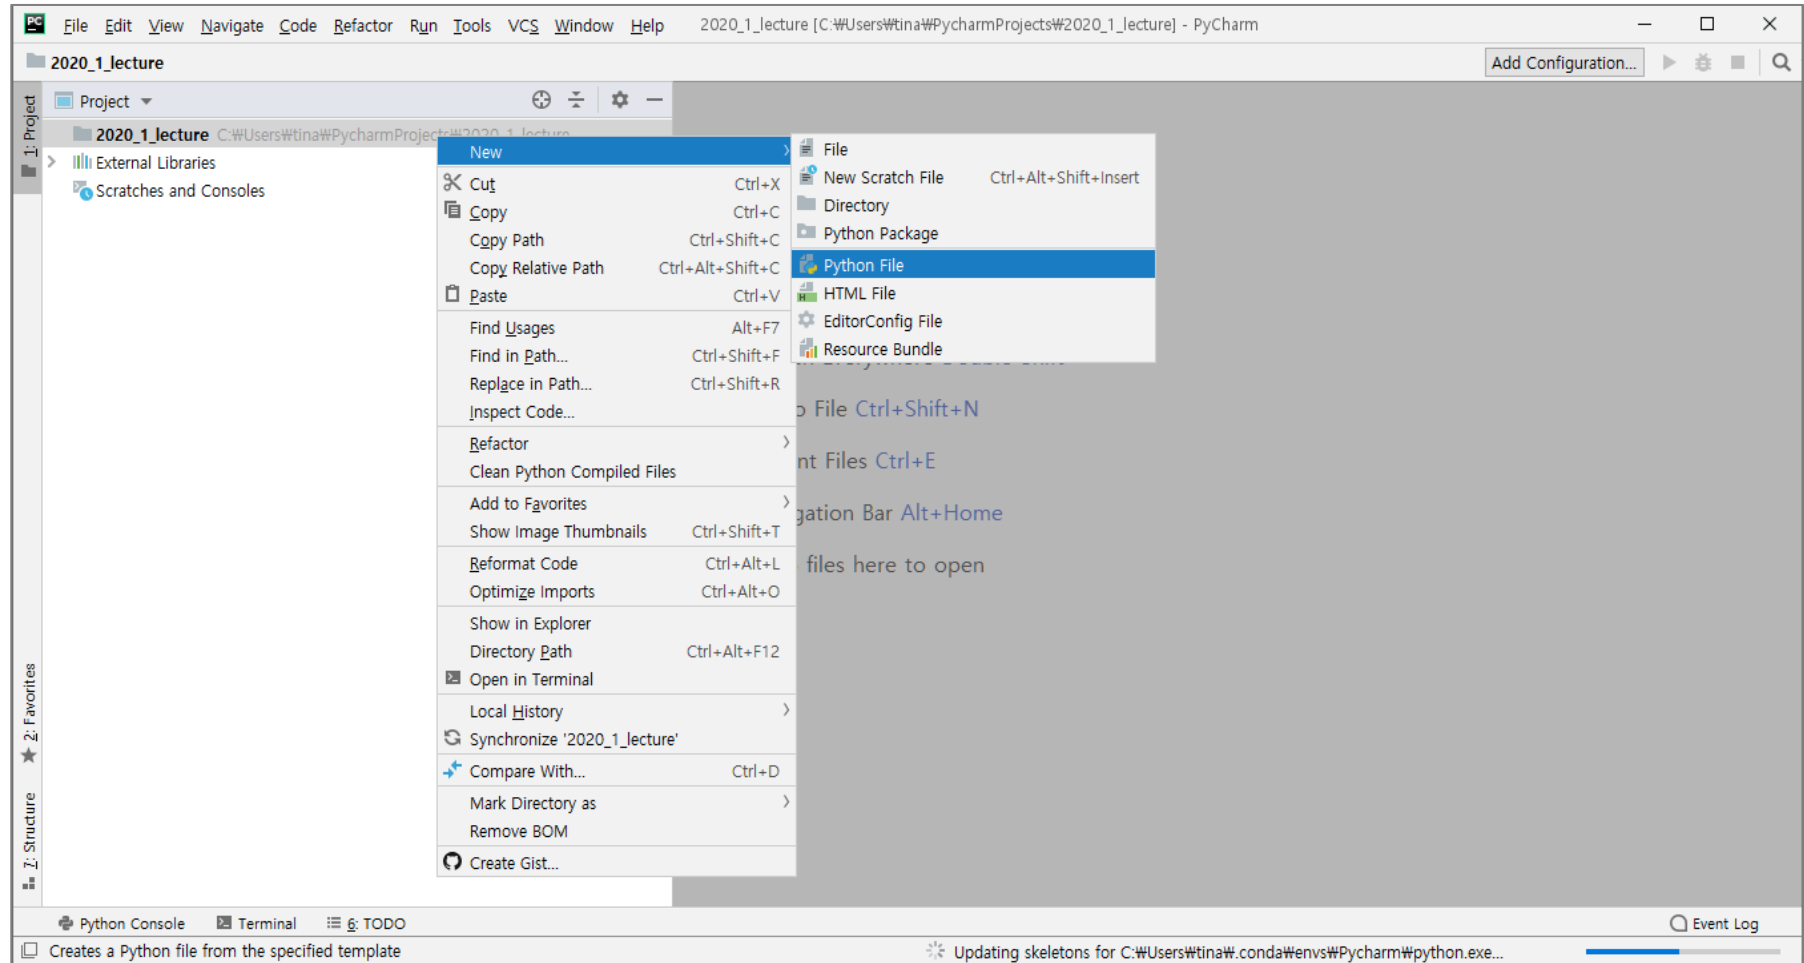 PC File Edit View Navigate Code Refactor Run Tools VCS Window Help 2020_1_lecture [C:₩Users₩tina₩PycharmProjects₩2020_1_lecture] - PyCharm
2020_1_lecture Add Configuration...
1: Project
Project
2020_1_lecture C:₩Users₩tina₩PycharmProjects₩2020_1_lecture
External Libraries
Scratches and Consoles
New
Cut Ctrl+X
Copy Ctrl+C
Copy Path Ctrl+Shift+C
Copy Relative Path Ctrl+Alt+Shift+C
Paste Ctrl+V
Find Usages Alt+F7
Find in Path... Ctrl+Shift+F
Replace in Path... Ctrl+Shift+R
Inspect Code...
Refactor
Clean Python Compiled Files
Add to Favorites
Show Image Thumbnails Ctrl+Shift+T
Reformat Code Ctrl+Alt+L
Optimize Imports Ctrl+Alt+O
Show in Explorer
Directory Path Ctrl+Alt+F12
Open in Terminal
Local History
Synchronize '2020_1_lecture'
Compare With... Ctrl+D
Mark Directory as
Remove BOM
Create Gist...
File
New Scratch File Ctrl+Alt+Shift+Insert
Directory
Python Package
Python File
HTML File
EditorConfig File
Resource Bundle
File Ctrl+Shift+N
nt Files Ctrl+E
gation Bar Alt+Home
files here to open
2: Favorites
7: Structure
Python Console Terminal 6: TODO Event Log
Creates a Python file from the specified template Updating skeletons for C:₩Users₩tina₩.conda₩envs₩Pycharm₩python.exe...